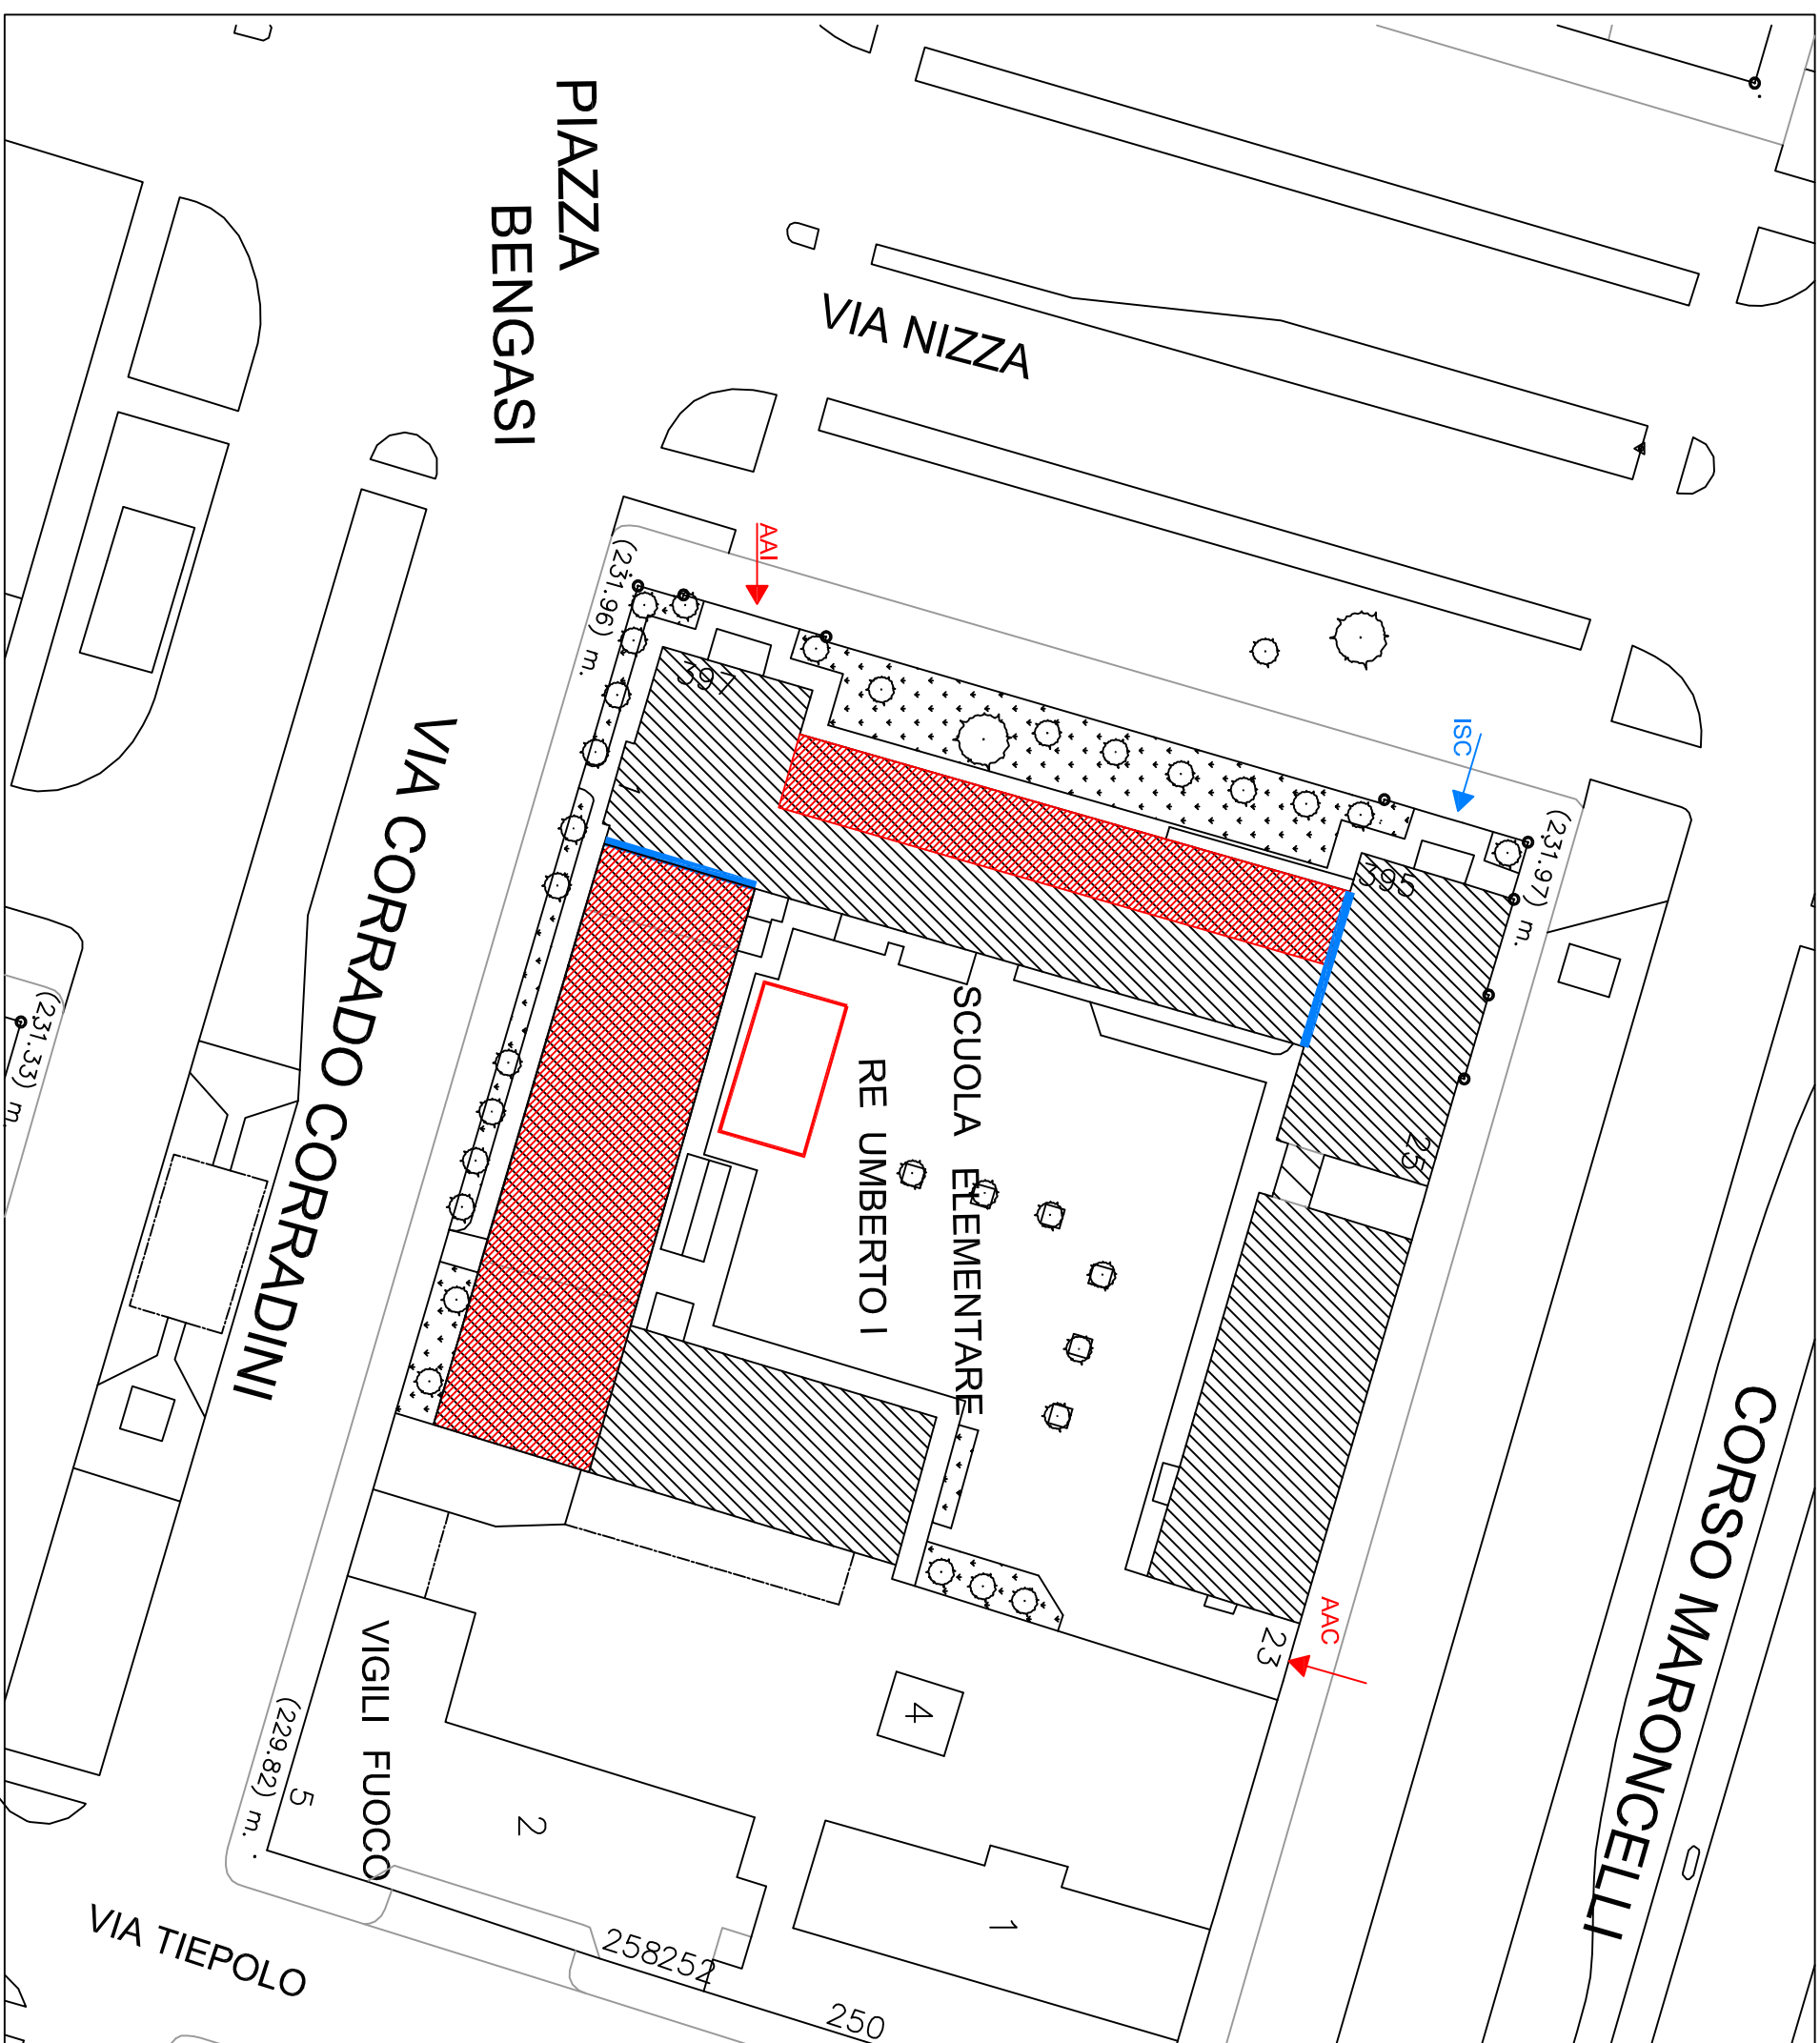 PIAZZA
BENGASI
VIA NIZZA
AAI
ISC
(231.96) m.
(231.97) m.
397
395
1
25
VIA CORRADO CORRADINI
SCUOLA ELEMENTARE
RE UMBERTO I
(231.33) m
CORSO MARONCELLI
AAC
23
4
VIGILI FUOCO
(229.82) m.
5
2
1
VIA TIEPOLO
258252
250